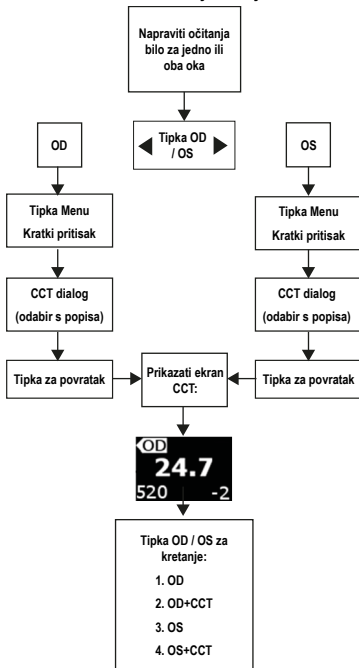 Napraviti očitanja
bilo za jedno ili
oba oka
Tipka OD
/ OS
OD
OS
Tipka Menu
Kratki pritisak
Tipka Menu
Kratki pritisak
CCT dialog
(odabir s popisa)
CCT dialog
(odabir s popisa)
Tipka za povratak
Prikazati ekran
CCT:
Tipka za povratak
OD
24.7
520 -2
Tipka OD / OS za
kretanje:
1. OD
2. OD+CCT
3. OS
4. OS+CCT